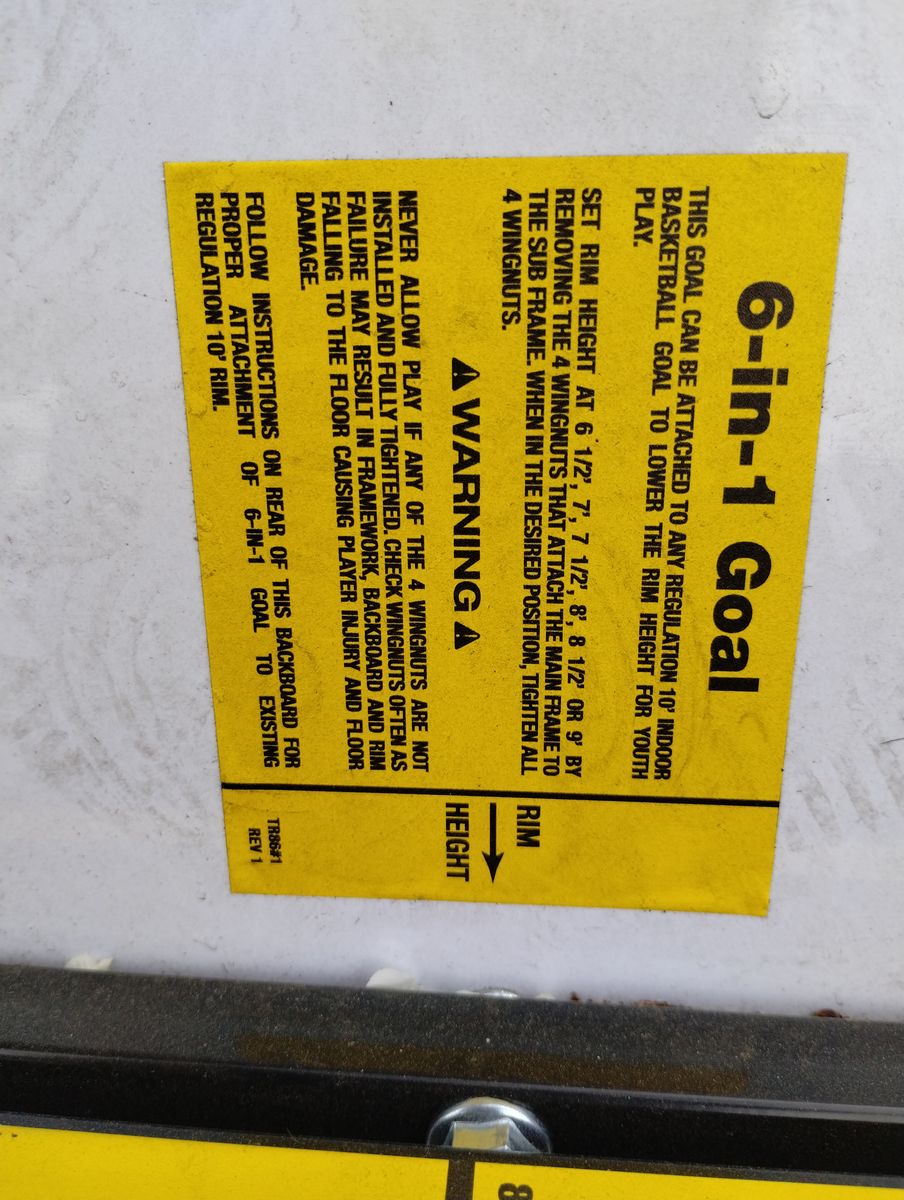 6-in-1 Goal
THIS GOAL CAN BE ATTACHED TO ANY REGULATION 10' INDOOR
BASKETBALL GOAL TO LOWER THE RIM HEIGHT FOR YOUTH
PLAY.
SET RIM HEIGHT AT 6 1/2', 7', 7 1/2', 8', 8 1/2' OR 9' BY
REMOVING THE 4 WINGNUTS THAT ATTACH THE MAIN FRAME TO
THE SUB FRAME. WHEN IN THE DESIRED POSITION, TIGHTEN ALL
4 WINGNUTS.
WARNING
NEVER ALLOW PLAY IF ANY OF THE 4 WINGNUTS ARE NOT
INSTALLED AND FULLY TIGHTENED. CHECK WINGNUTS OFTEN AS
FAILURE MAY RESULT IN FRAMEWORK, BACKBOARD AND RIM
FALLING TO THE FLOOR CAUSING PLAYER INJURY AND FLOOR
DAMAGE.
FOLLOW INSTRUCTIONS ON REAR OF THIS BACKBOARD FOR
PROPER ATTACHMENT OF 6-IN-1 GOAL TO EXISTING
REGULATION 10' RIM.
RIM
HEIGHT
TR86#1
REV 1
8